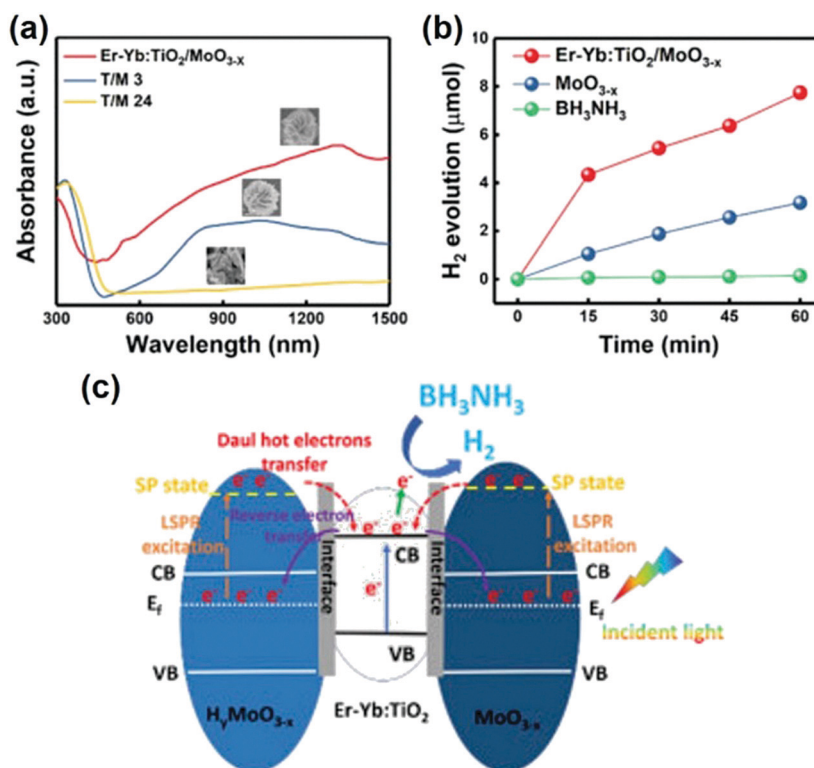 (a)
Er-Yb:TiO₂/MoO₃₋ₓ
T/M 3
T/M 24
Absorbance (a.u.)
300 600 900 1200 1500
Wavelength (nm)
(b)
Er-Yb:TiO₂/MoO₃₋ₓ
MoO₃₋ₓ
BH₃NH₃
H₂ evolution (μmol)
10
8
6
4
2
0
0 15 30 45 60
Time (min)
(c)
BH₃NH₃
H₂
Daul hot electrons
transfer
SP state
e⁻ e⁻
LSPR
excitation
Reverse electron
transfer
CB
e⁻ e⁻ e⁻
E_f
VB
HᵧMoO₃₋ₓ
Interface
e⁻
e⁻ e⁻
CB
e⁻
VB
Er-Yb:TiO₂
Interface
e⁻ e⁻
SP state
LSPR
excitation
CB
e⁻ e⁻ e⁻
E_f
VB
MoO₃₋ₓ
Incident light